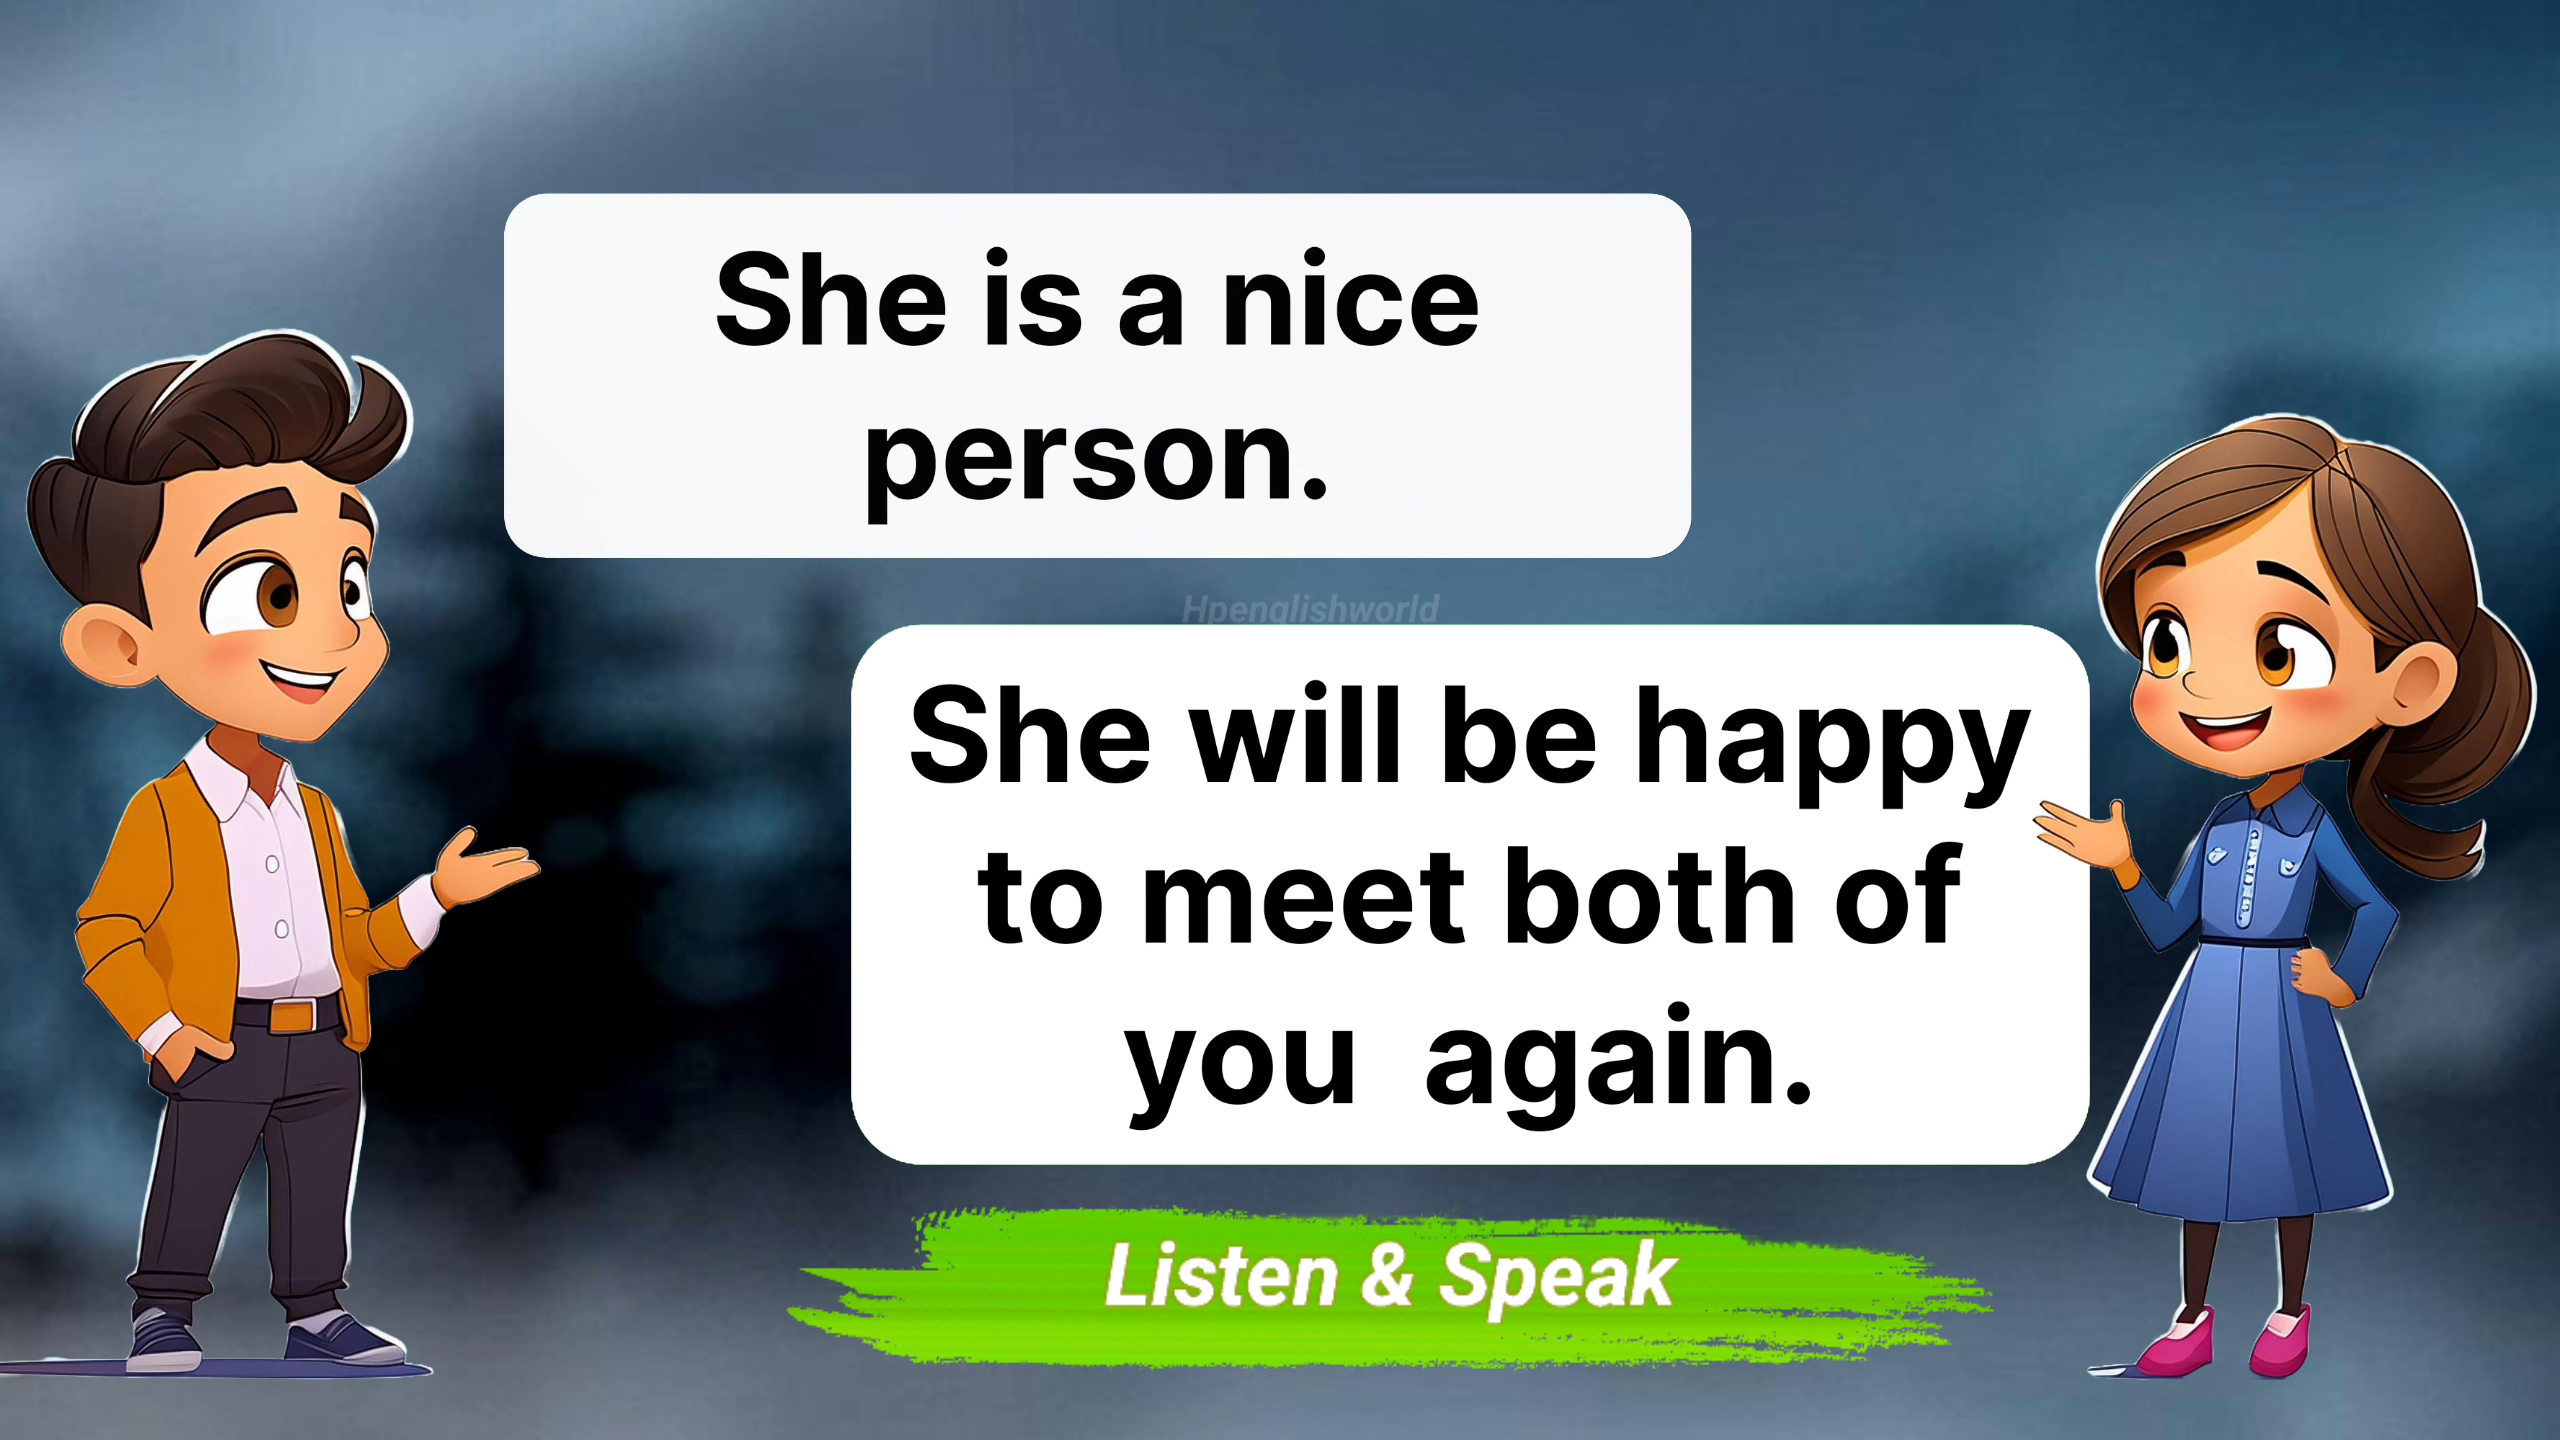 She is a nice
person.
Hpenglishworld
She will be happy
to meet both of
you  again.
Listen & Speak